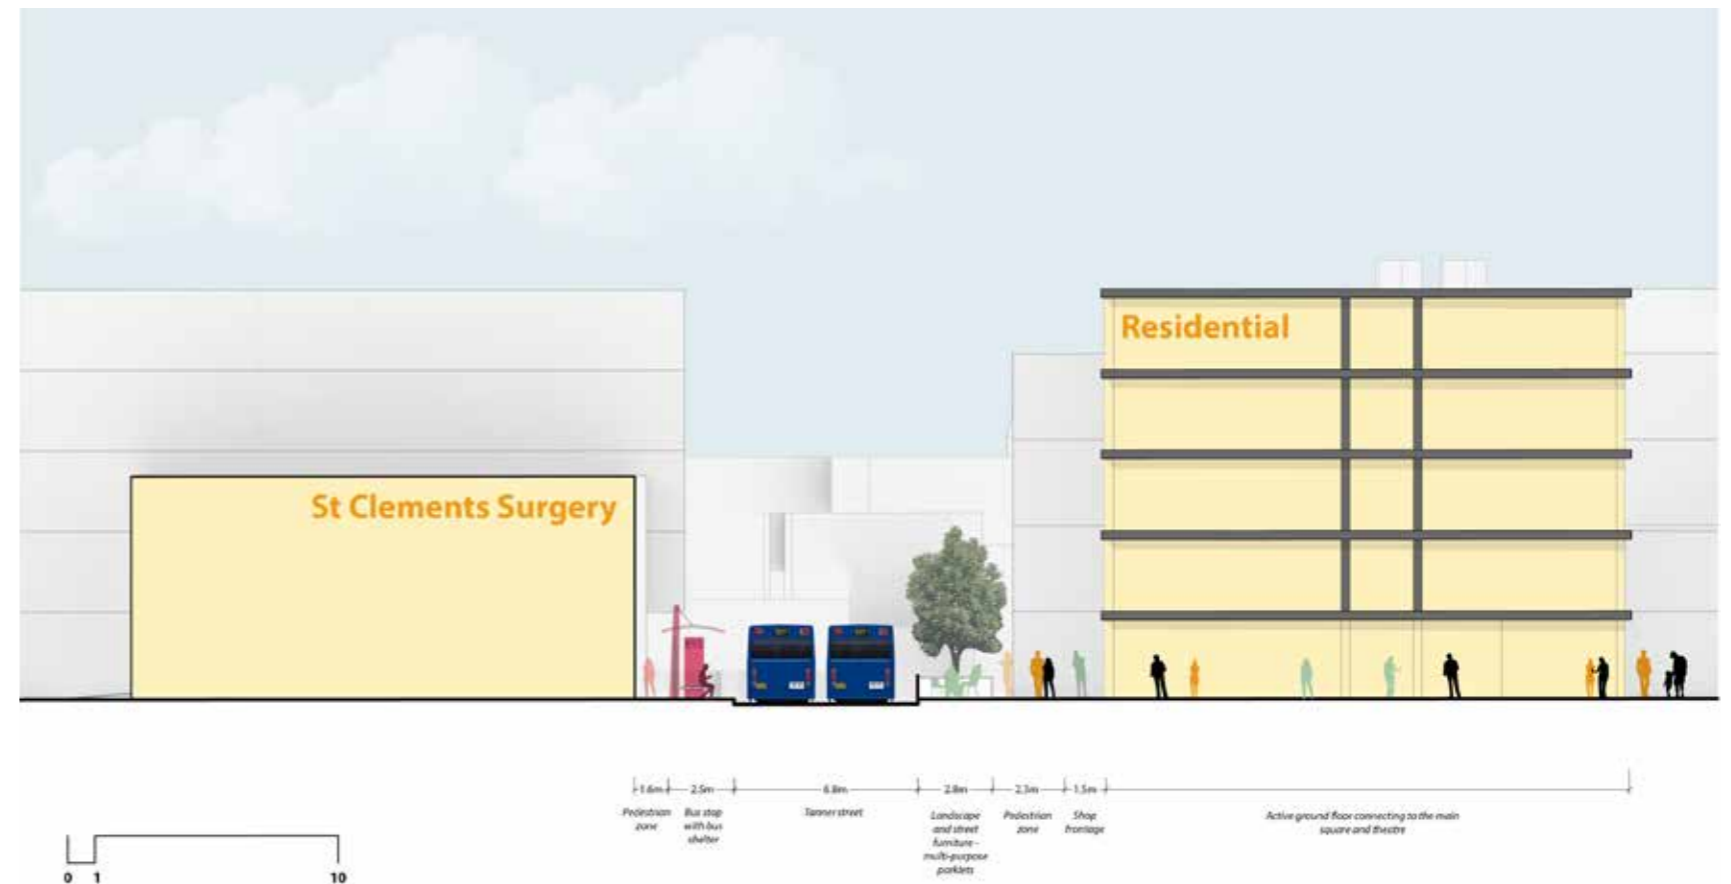 Residential
St Clements Surgery
1.6m
2.5m
6.8m
2.8m
2.3m
1.5m
Pedestrian
zone
Bus stop
with bus
shelter
Tanner street
Landscape
and street
furniture -
multi-purpose
parklets
Pedestrian
zone
Shop
frontage
Active ground floor connecting to the main
square and theatre
0 1 10